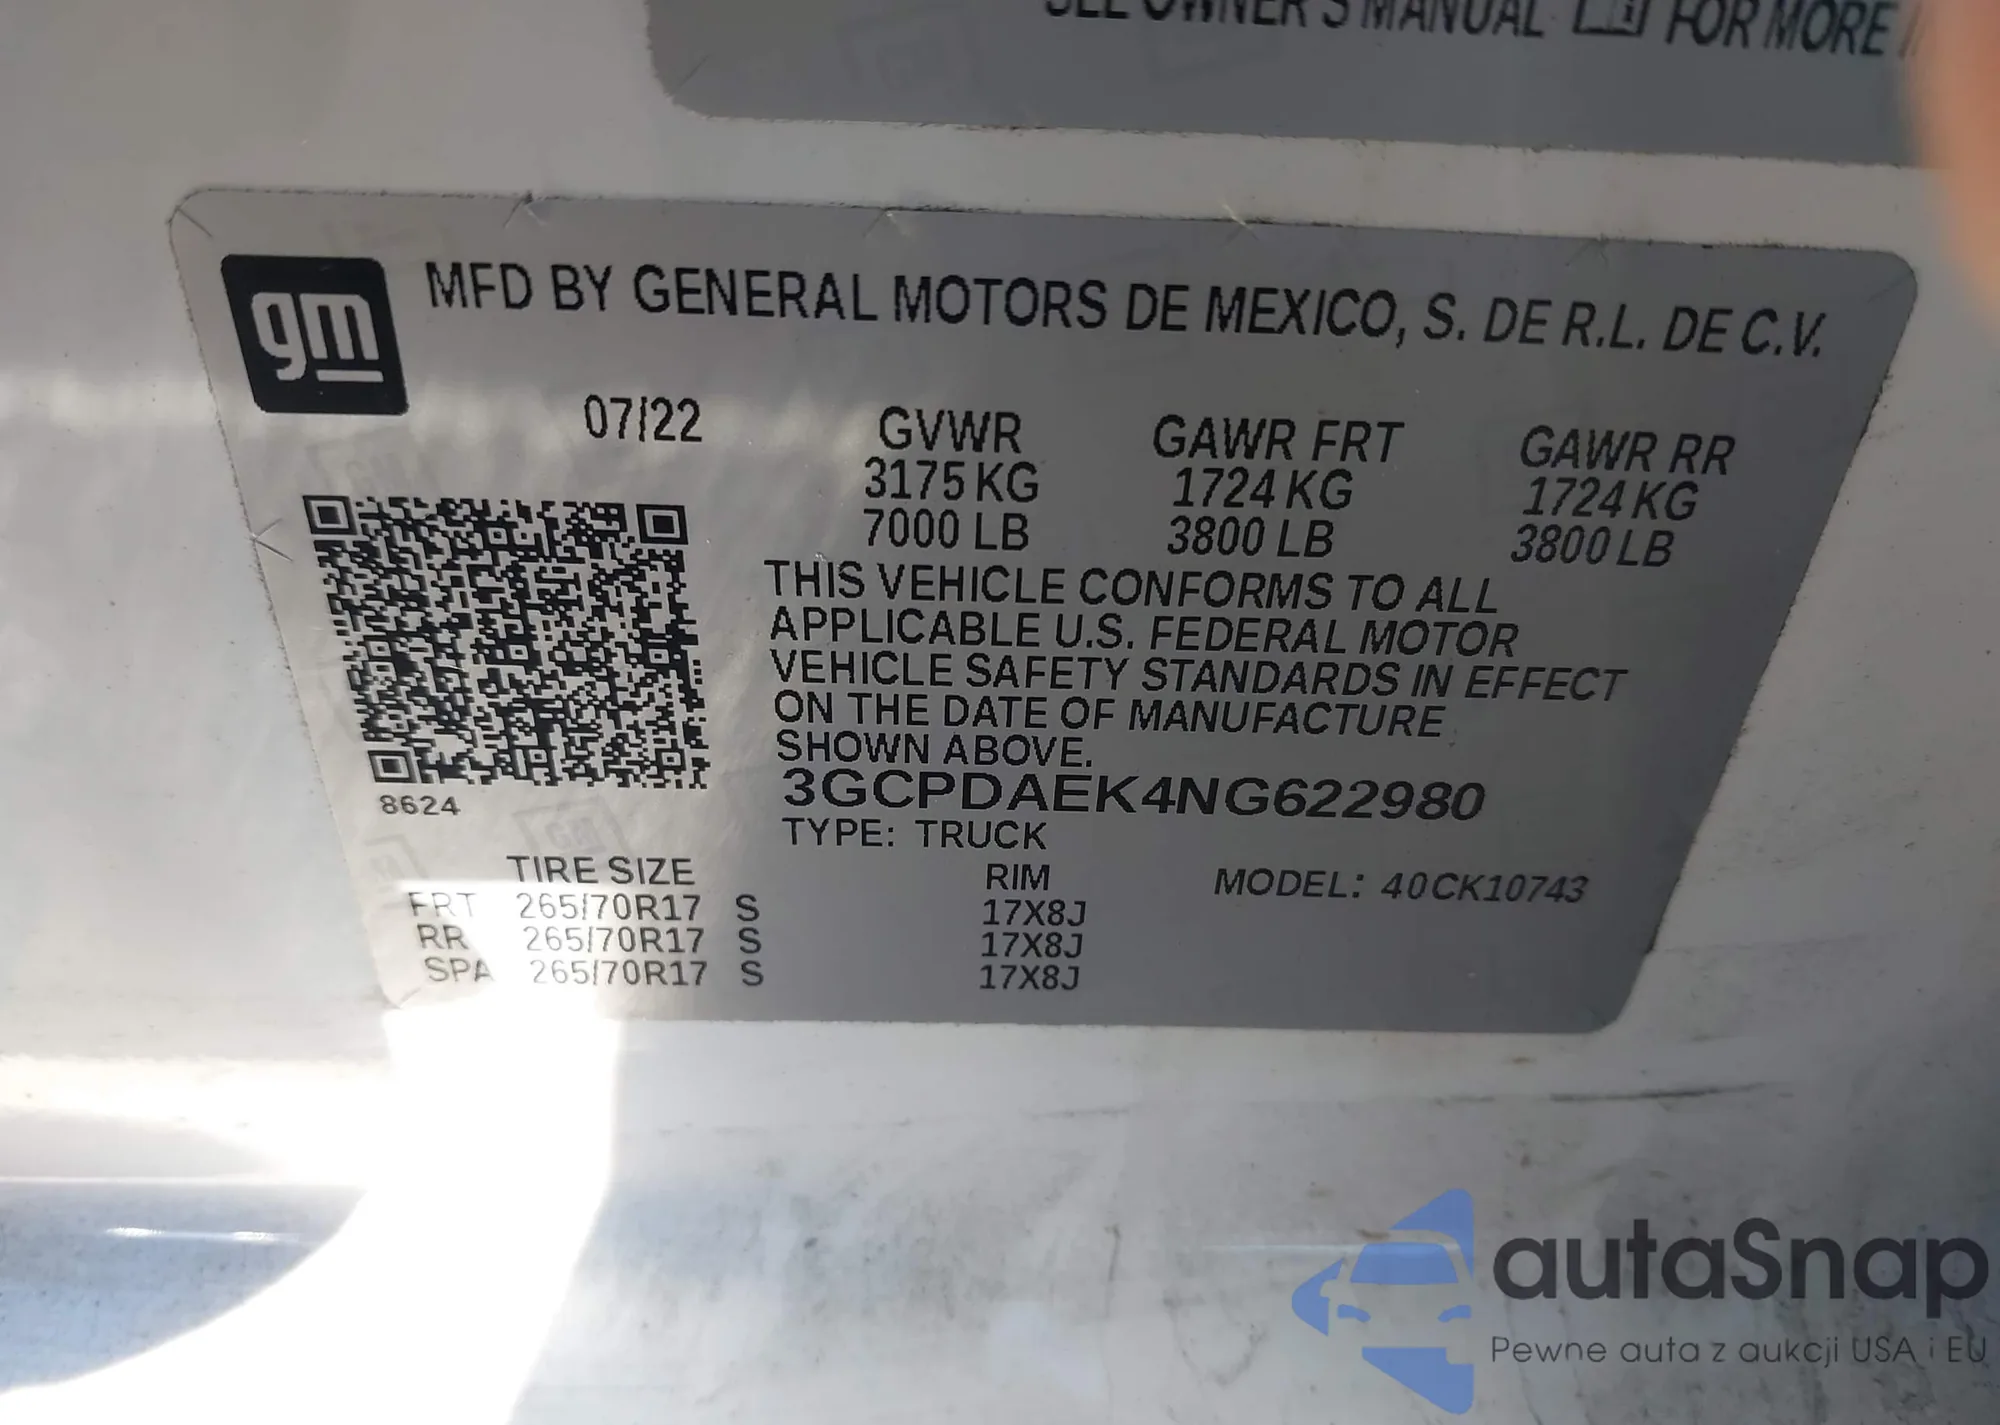 SEE OWNER'S MANUAL FOR MORE
gm
MFD BY GENERAL MOTORS DE MEXICO, S. DE R.L. DE C.V.
07/22 GVWR GAWR FRT GAWR RR
3175 KG 1724 KG 1724 KG
7000 LB 3800 LB 3800 LB
THIS VEHICLE CONFORMS TO ALL
APPLICABLE U.S. FEDERAL MOTOR
VEHICLE SAFETY STANDARDS IN EFFECT
ON THE DATE OF MANUFACTURE
SHOWN ABOVE.
3GCPDAEK4NG622980
8624
TYPE: TRUCK
TIRE SIZE RIM MODEL: 40CK10743
FRT 265/70R17 S 17X8J
RR 265/70R17 S 17X8J
SPA 265/70R17 S 17X8J
autaSnap
Pewne auta z aukcji USA i EU